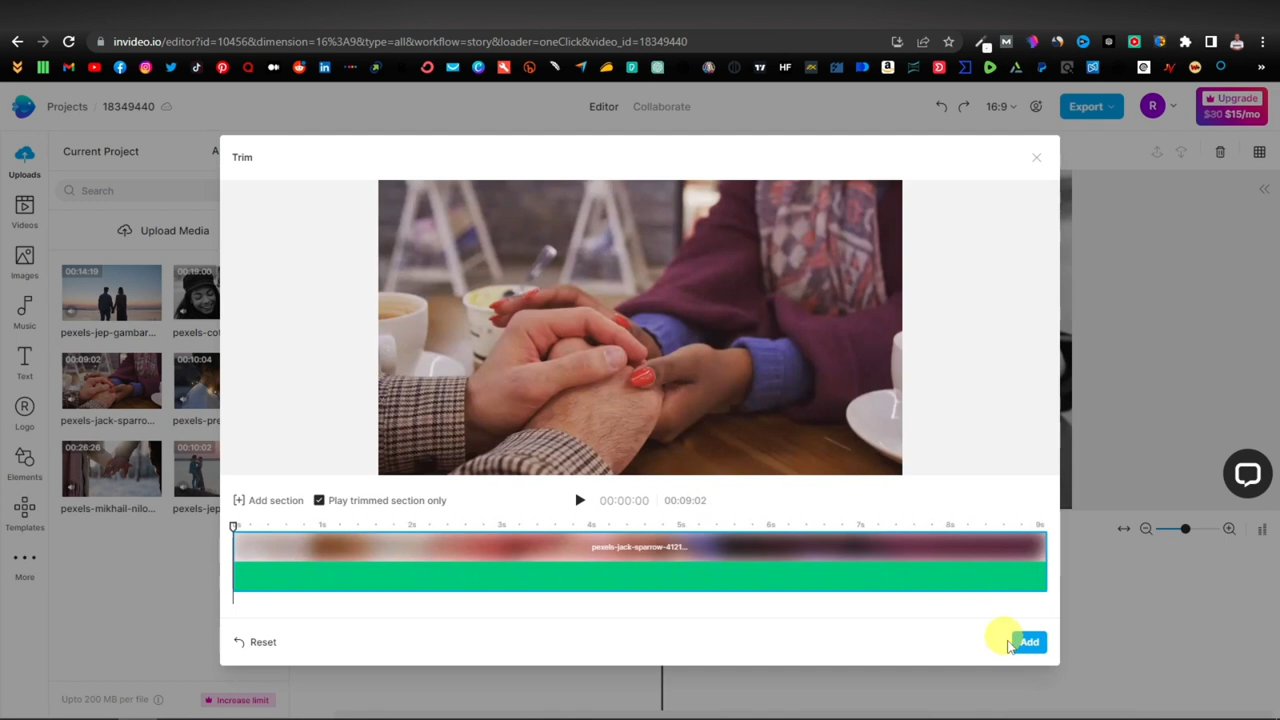 invideo.io/editor?id=10456&dimension=16%3A9&type=all&workflow=story&loader=oneClick&video_id=18349440
HF
Projects / 18349440
Editor
Collaborate
16:9
Export
R
Upgrade
$30 $15/mo
Uploads
Videos
Images
Music
Text
Logo
Elements
Templates
More
Current Project
A
Search
Upload Media
00:14:19
00:19:00
pexels-jep-gambar...
pexels-cot
00:09:02
00:10:04
pexels-jack-sparro...
pexels-pre
00:26:26
00:10:02
pexels-mikhail-nilo...
pexels-jep
Upto 200 MB per file
Increase limit
Trim
Add section
Play trimmed section only
00:00:00
00:09:02
1s 2s 3s 4s 5s 6s 7s 8s 9s
pexels-jack-sparrow-4121...
Reset
Add